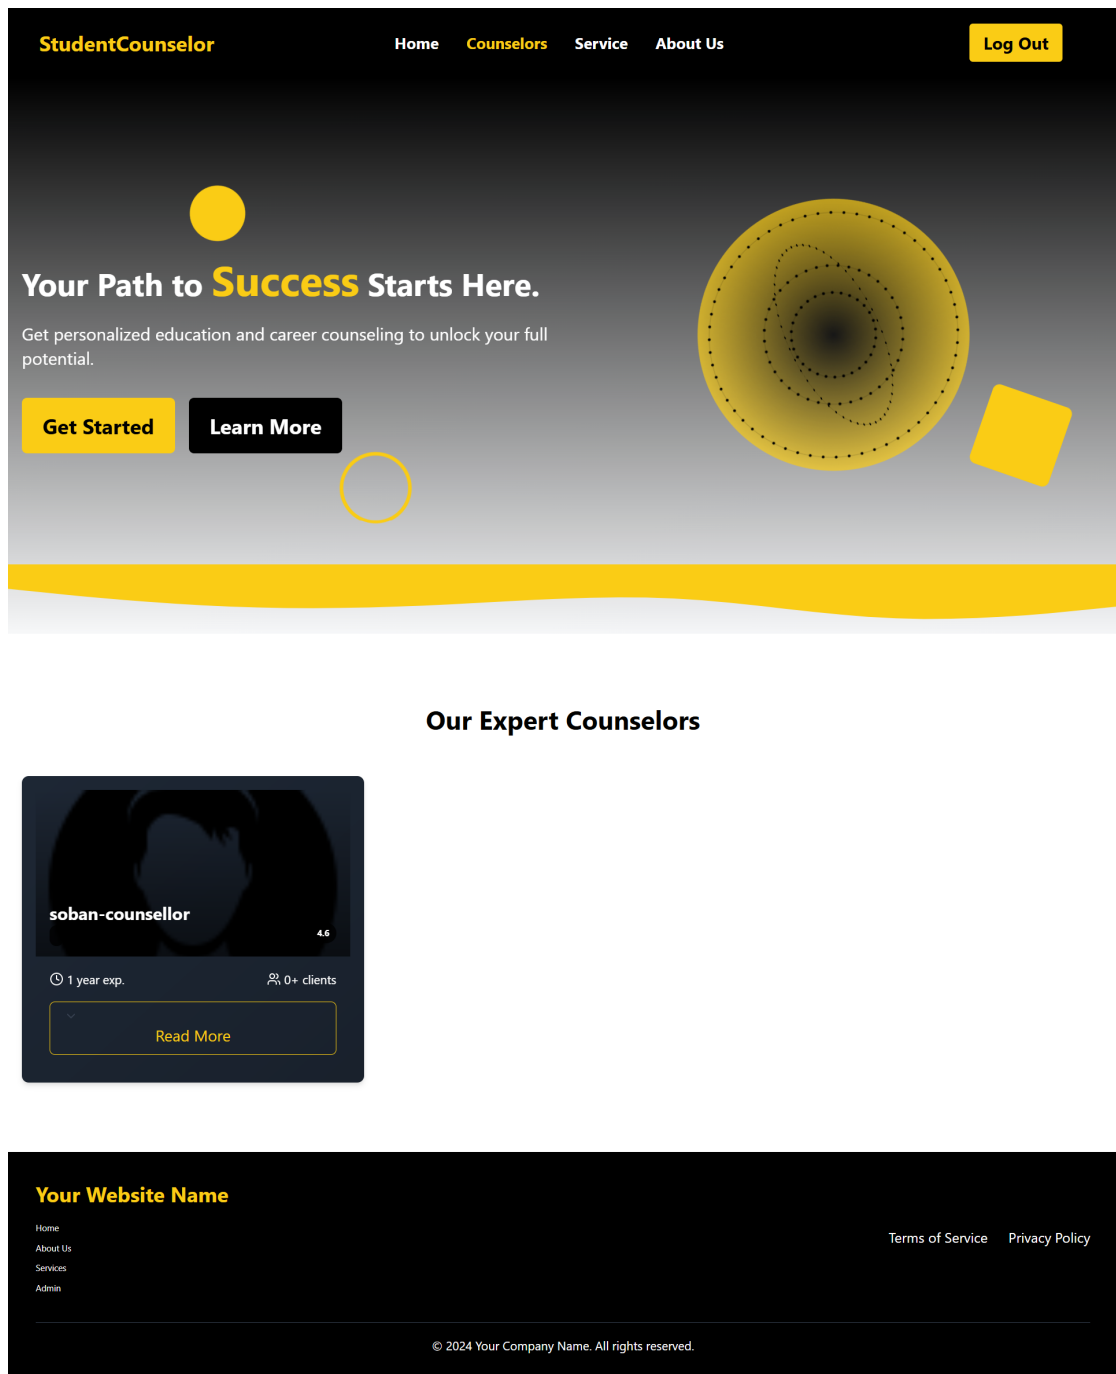 StudentCounselor
Home Counselors Service About Us
Log Out
Your Path to Success Starts Here.
Get personalized education and career counseling to unlock your full
potential.
Get Started Learn More
Our Expert Counselors
soban-counsellor
4.6
1 year exp. 0+ clients
Read More
Your Website Name
Home
About Us
Services
Admin
Terms of Service Privacy Policy
© 2024 Your Company Name. All rights reserved.